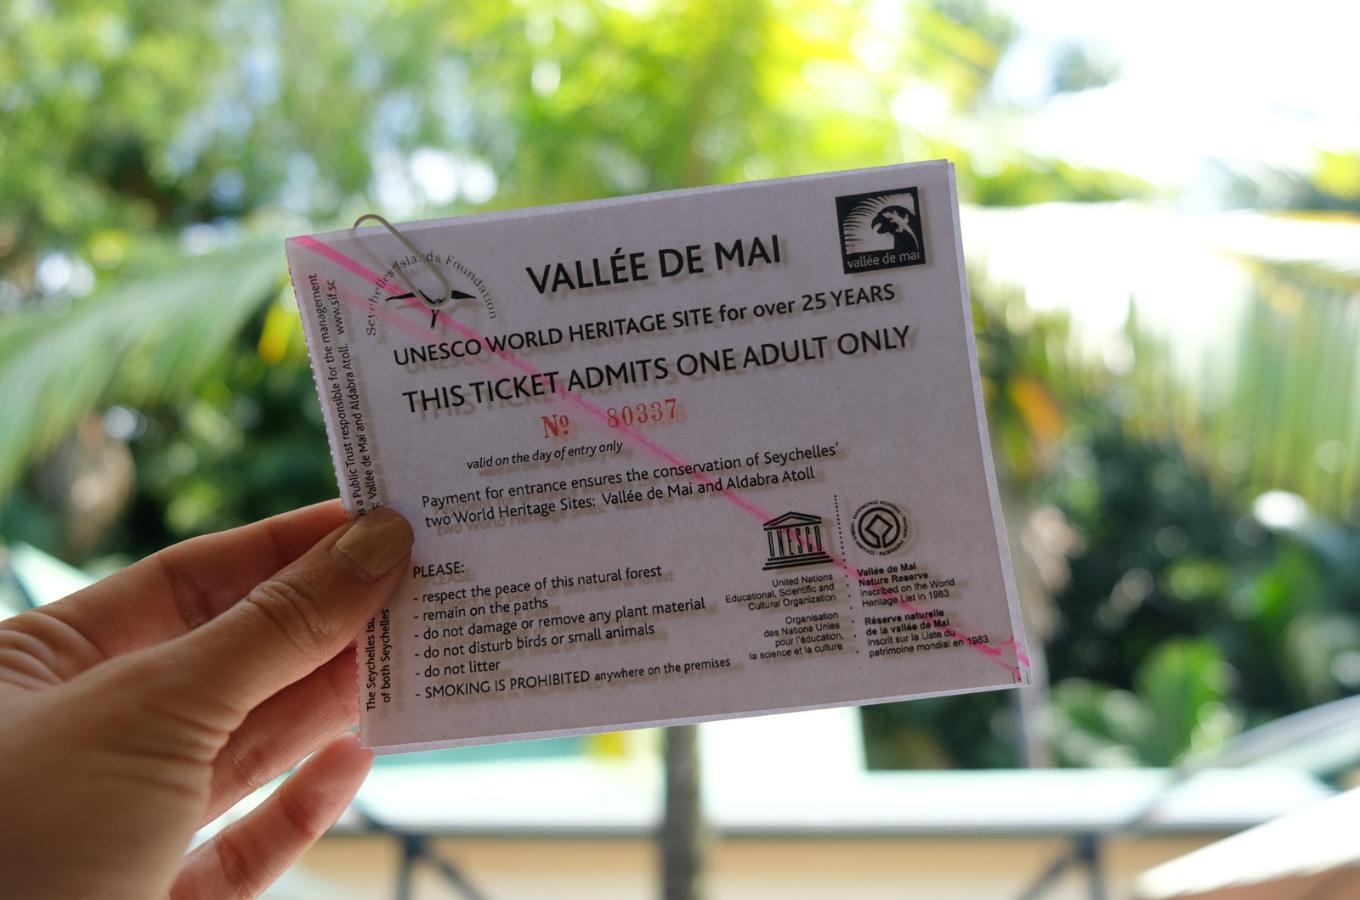 Seychelles Islands Foundation
VALLÉE DE MAI
vallée de mai
UNESCO WORLD HERITAGE SITE for over 25 YEARS
THIS TICKET ADMITS ONE ADULT ONLY
Nº 80337
valid on the day of entry only
Payment for entrance ensures the conservation of Seychelles'
two World Heritage Sites: Vallée de Mai and Aldabra Atoll
PLEASE:
- respect the peace of this natural forest
- remain on the paths
- do not damage or remove any plant material
- do not disturb birds or small animals
- do not litter
- SMOKING IS PROHIBITED anywhere on the premises
UNESCO
United Nations
Educational, Scientific and
Cultural Organization
Organisation
des Nations Unies
pour l'éducation,
la science et la culture
Vallée de Mai
Nature Reserve
inscribed on the World
Heritage List in 1983
Réserve naturelle
de la vallée de Mai
inscrit sur la Liste du
patrimoine mondial en 1983
The Seychelles is a Public Trust responsible for the management
of both Seychelles Vallée de Mai and Aldabra Atoll. www.sif.sc